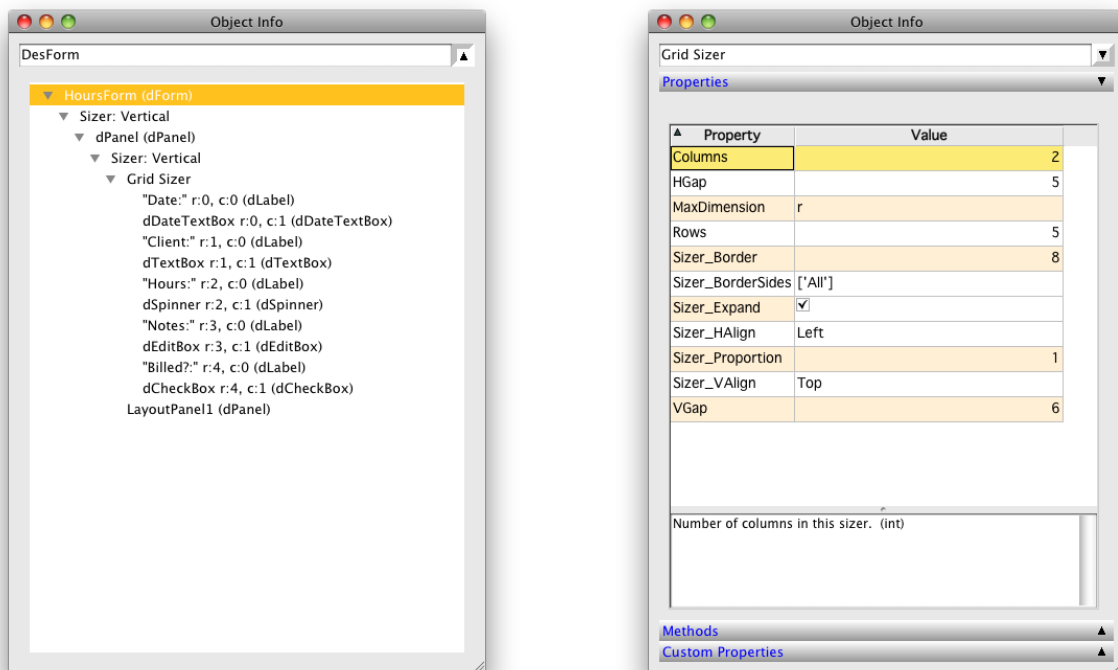 Object Info
DesForm
HoursForm (dForm)
Sizer: Vertical
dPanel (dPanel)
Sizer: Vertical
Grid Sizer
"Date:" r:0, c:0 (dLabel)
dDateTextBox r:0, c:1 (dDateTextBox)
"Client:" r:1, c:0 (dLabel)
dTextBox r:1, c:1 (dTextBox)
"Hours:" r:2, c:0 (dLabel)
dSpinner r:2, c:1 (dSpinner)
"Notes:" r:3, c:0 (dLabel)
dEditBox r:3, c:1 (dEditBox)
"Billed?:" r:4, c:0 (dLabel)
dCheckBox r:4, c:1 (dCheckBox)
LayoutPanel1 (dPanel)
Object Info
Grid Sizer
Properties
Property Value
Columns 2
HGap 5
MaxDimension r
Rows 5
Sizer_Border 8
Sizer_BorderSides ['All']
Sizer_Expand
Sizer_HAlign Left
Sizer_Proportion 1
Sizer_VAlign Top
VGap 6
Number of columns in this sizer. (int)
Methods
Custom Properties